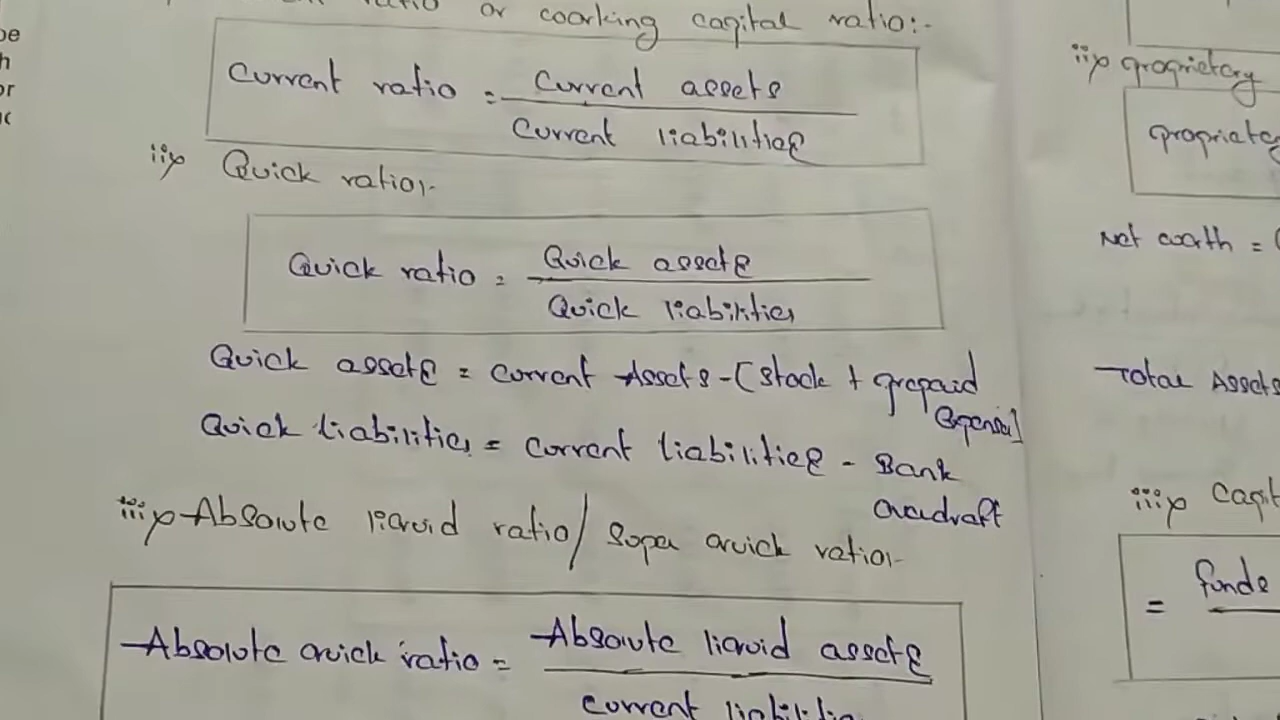 ratio or working capital ratio:-
Current ratio = Current assets
Current liabilities
ii) Quick ratio:-
Quick ratio = Quick assets
Quick liabilities
Quick assets = current Assets - [stock + prepaid
Expenses]
Quick liabilities = current liabilities - Bank
overdraft
iii) Absolute liquid ratio/ Super quick ratio:-
Absolute quick ratio = Absolute liquid assets
current
ii) proprietary
Net worth =
Total Assets
iii)
= funds